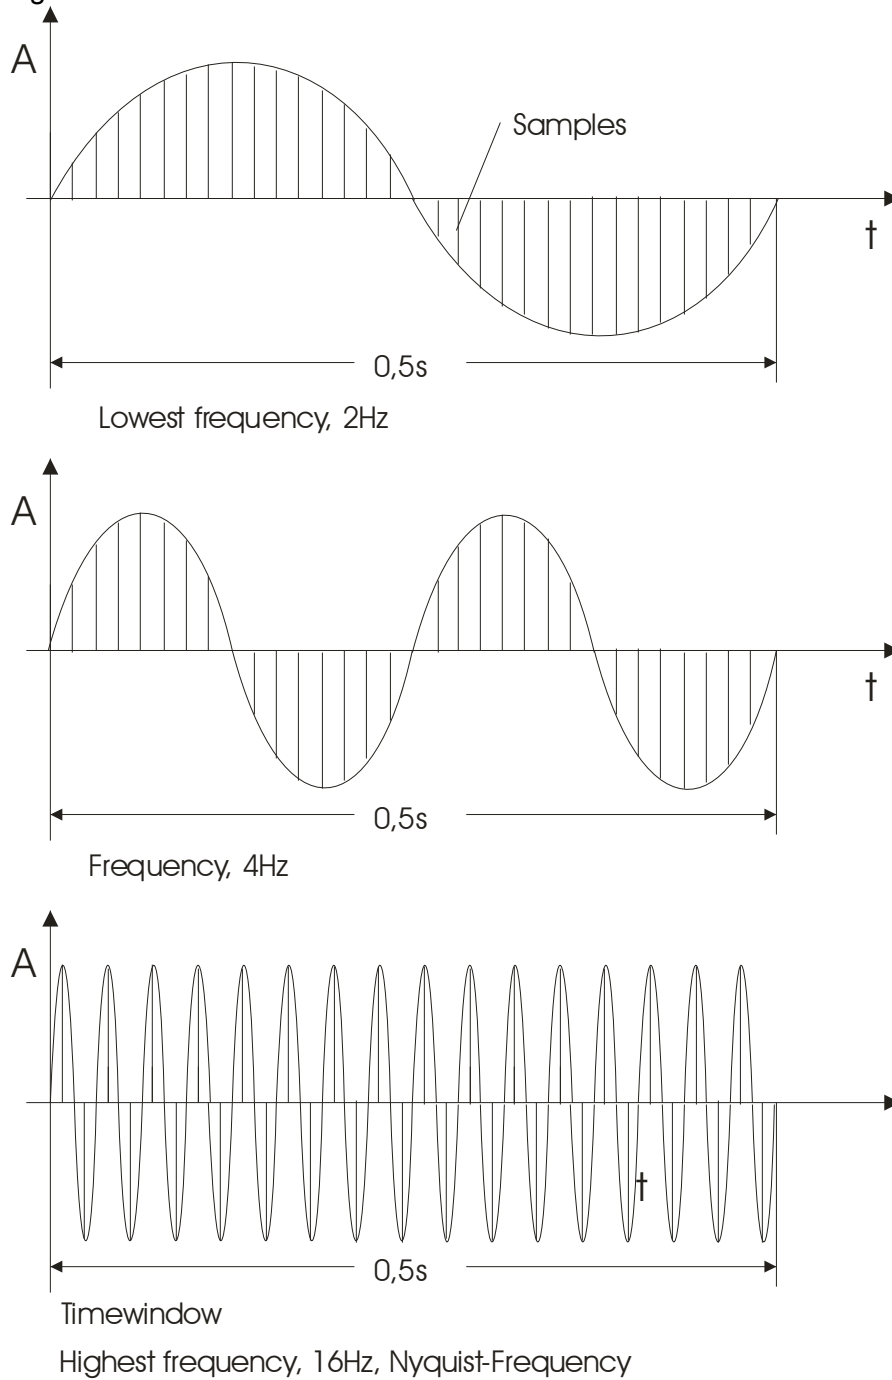 A
Samples
t
0,5s
Lowest frequency, 2Hz
A
t
0,5s
Frequency, 4Hz
A
t
0,5s
Timewindow
Highest frequency, 16Hz, Nyquist-Frequency